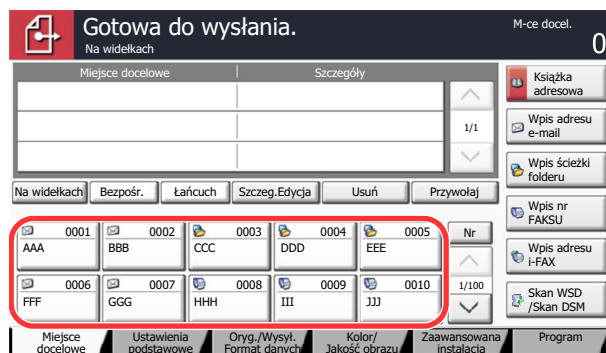 Gotowa do wysłania.
Na widełkach
M-ce docel.
0
Miejsce docelowe
Szczegóły
1/1
Książka
adresowa
Wpis adresu
e-mail
Wpis ścieżki
folderu
Wpis nr
FAKSU
Wpis adresu
i-FAX
Skan WSD
/Skan DSM
Na widełkach
Bezpośr.
Łańcuch
Szczeg.Edycja
Usuń
Przywołaj
0001
AAA
0002
BBB
0003
CCC
0004
DDD
0005
EEE
Nr
0006
FFF
0007
GGG
0008
HHH
0009
III
0010
JJJ
1/100
Miejsce
docelowe
Ustawienia
podstawowe
Oryg./Wysył.
Format danych
Kolor/
Jakość obrazu
Zaawansowana
instalacja
Program